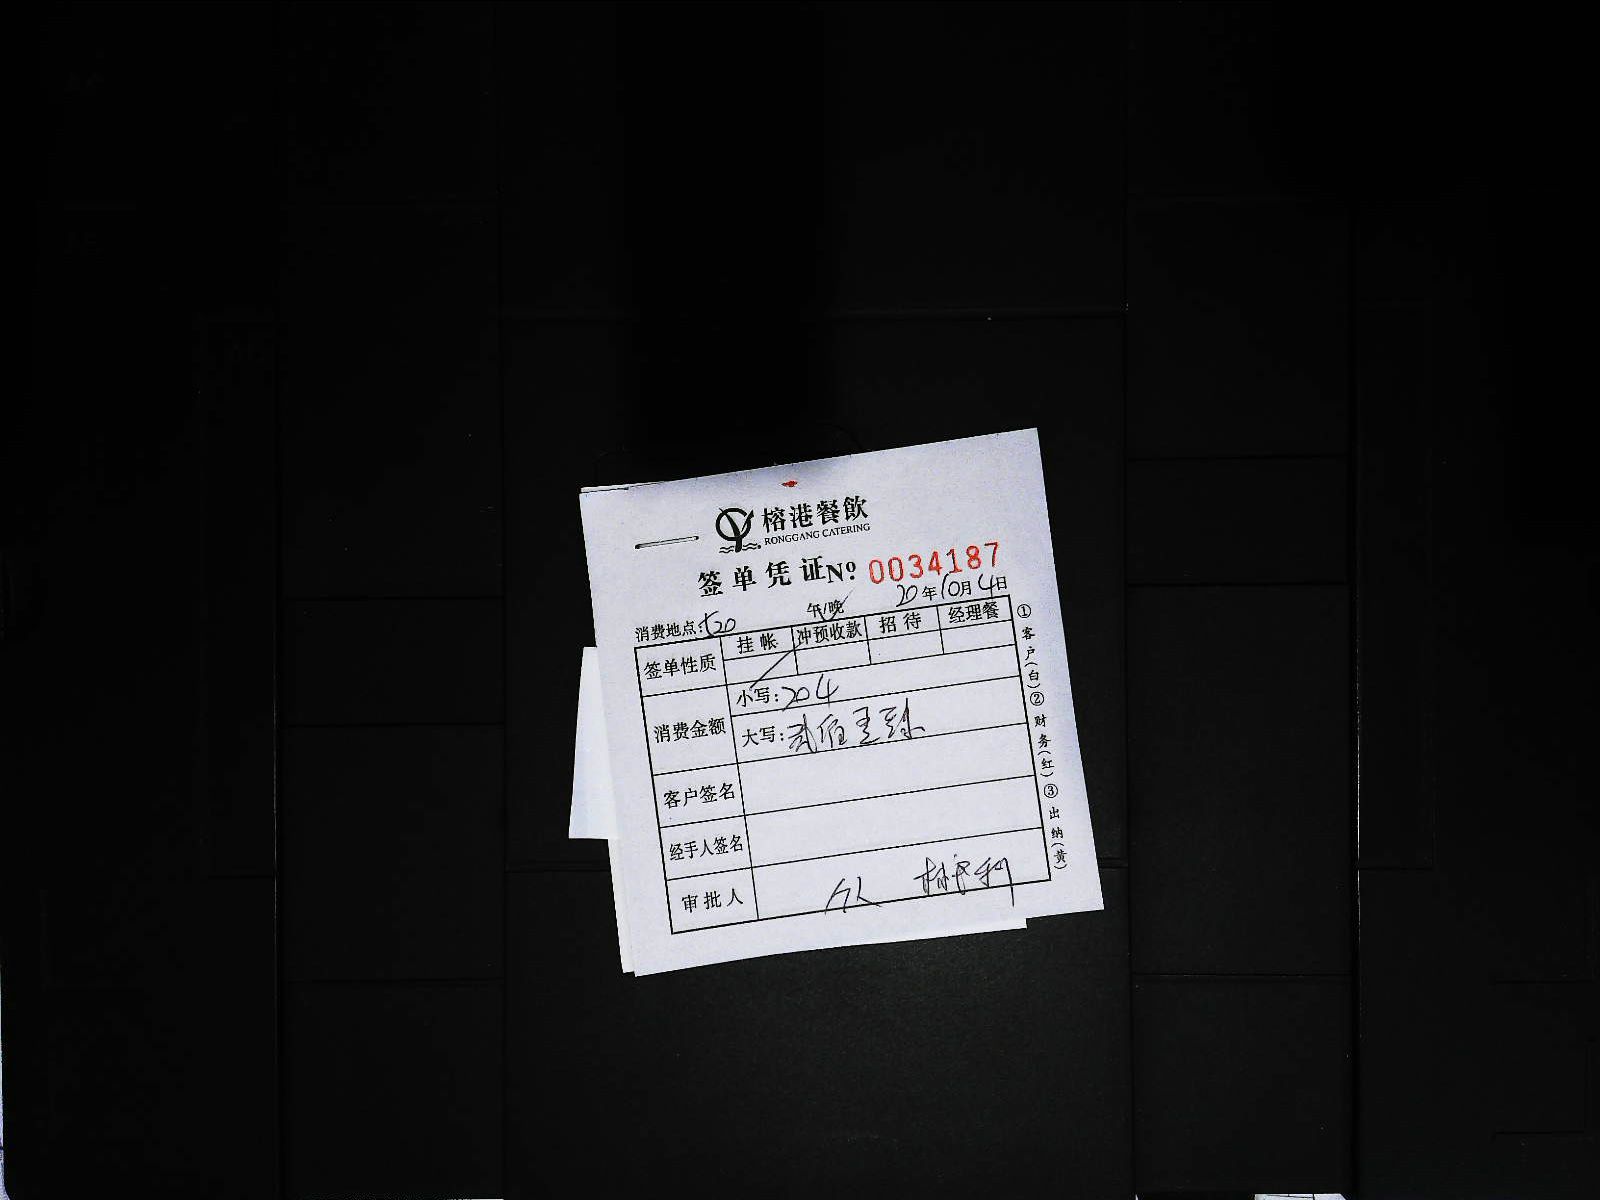 榕港餐飲
RONGGANG CATERING
签单凭证№ 0034187
20年10月4日
消费地点:520 午/晚
签单性质 挂帐 冲预收款 招待 经理餐
消费金额 小写:204
大写:贰佰
客户签名
经手人签名
审批人
①客户(白)②财务(红)③出纳(黄)